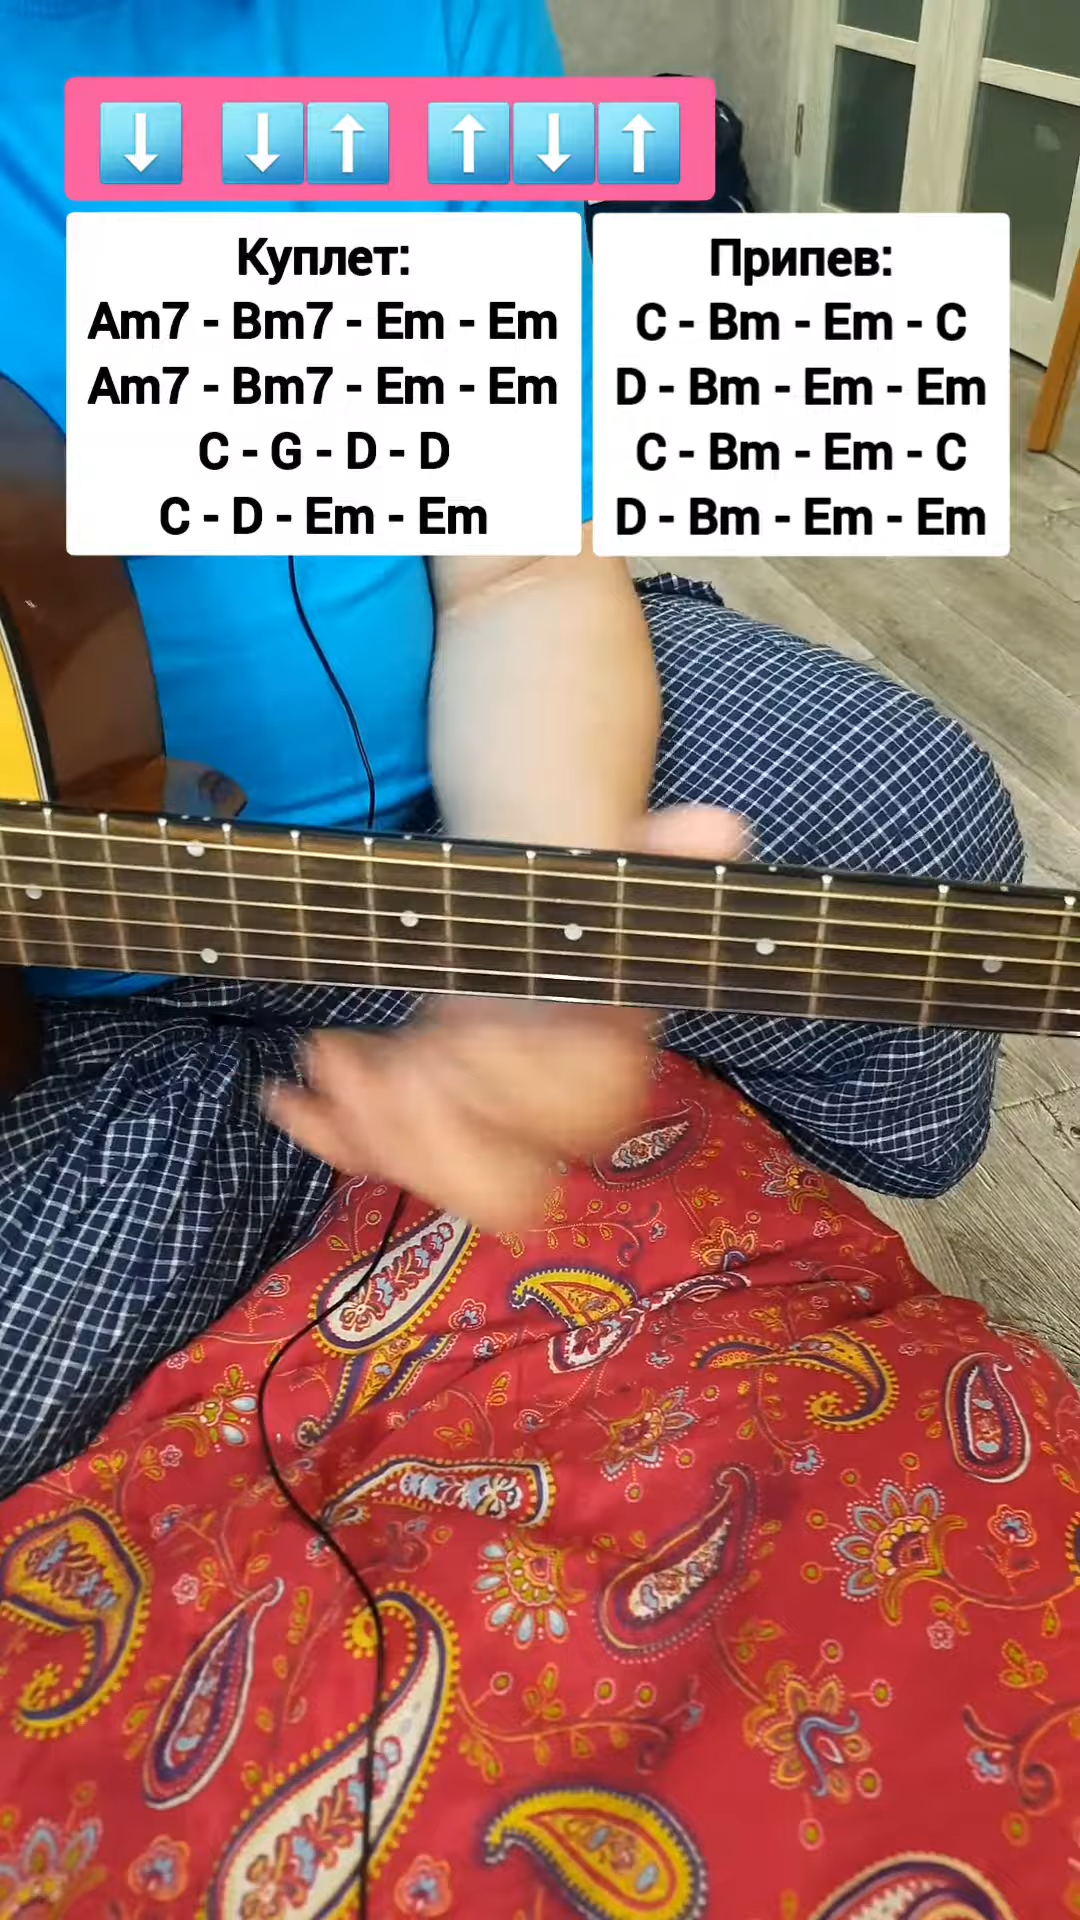 ⬇️ ⬇️⬆️ ⬆️⬇️⬆️
Куплет:
Am7 - Bm7 - Em - Em
Am7 - Bm7 - Em - Em
C - G - D - D
C - D - Em - Em
Припев:
C - Bm - Em - C
D - Bm - Em - Em
C - Bm - Em - C
D - Bm - Em - Em